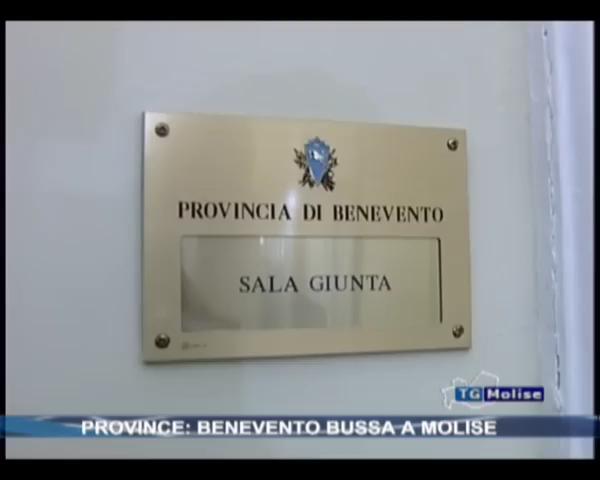 PROVINCIA DI BENEVENTO
SALA GIUNTA
TG Molise
PROVINCE: BENEVENTO BUSSA A MOLISE